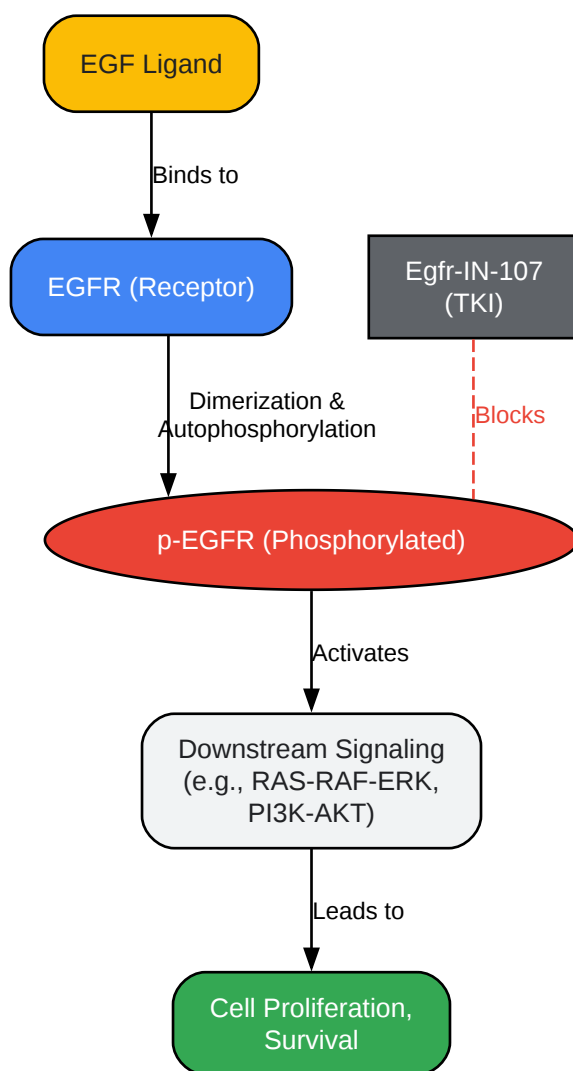 EGF Ligand
Binds to
EGFR (Receptor)
Egfr-IN-107
(TKI)
Dimerization &
Autophosphorylation
Blocks
p-EGFR (Phosphorylated)
Activates
Downstream Signaling
(e.g., RAS-RAF-ERK,
PI3K-AKT)
Leads to
Cell Proliferation,
Survival